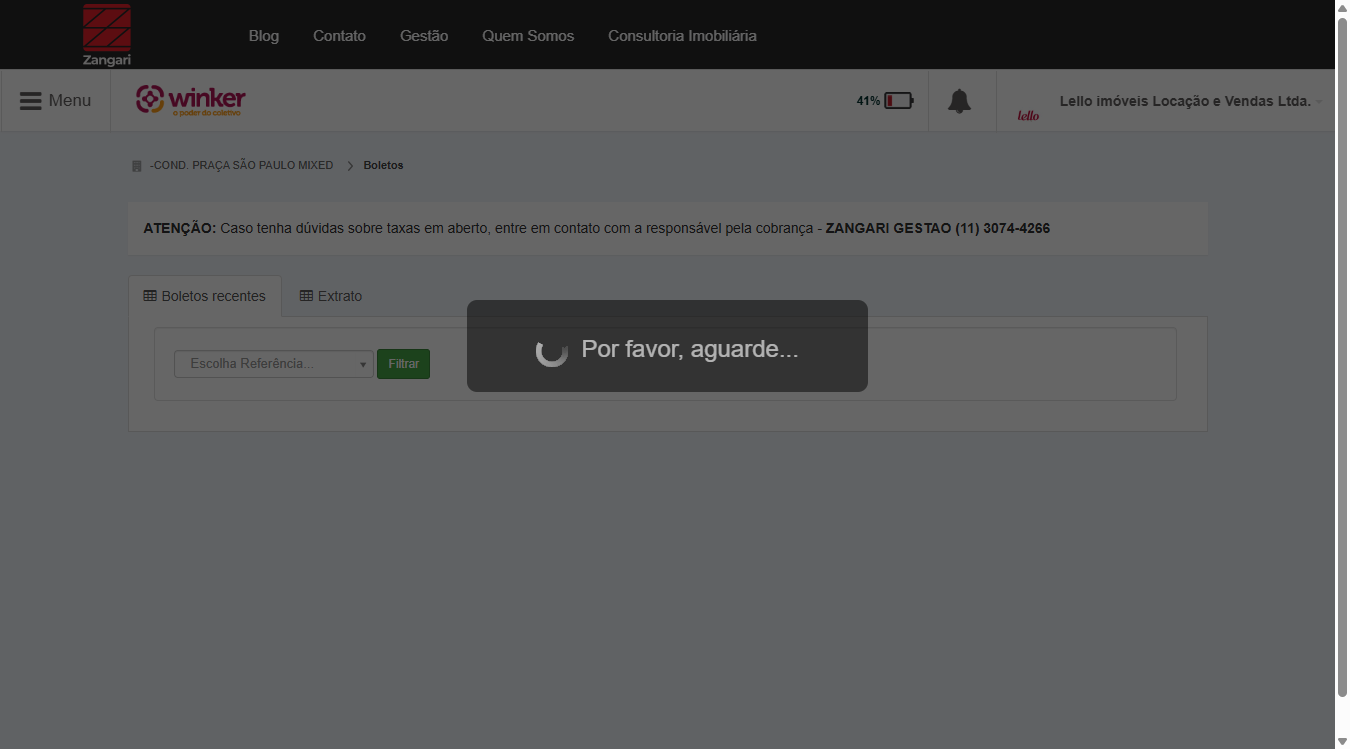 Zangari
Blog Contato Gestão Quem Somos Consultoria Imobiliária
Menu
winker
o poder do coletivo
41%
lello
Lello imóveis Locação e Vendas Ltda.
-COND. PRAÇA SÃO PAULO MIXED > Boletos
ATENÇÃO: Caso tenha dúvidas sobre taxas em aberto, entre em contato com a responsável pela cobrança - ZANGARI GESTAO (11) 3074-4266
Boletos recentes Extrato
Por favor, aguarde...
Escolha Referência... Filtrar